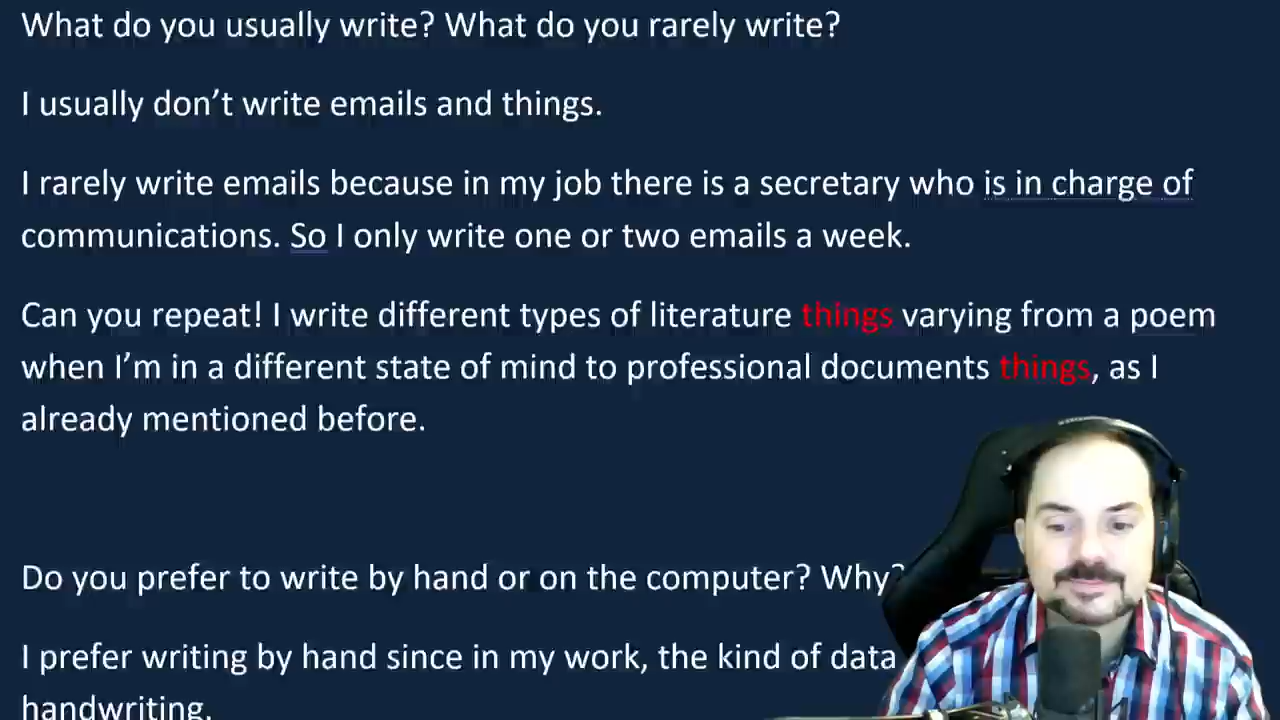 What do you usually write? What do you rarely write?
I usually don’t write emails and things.
I rarely write emails because in my job there is a secretary who is in charge of
communications. So I only write one or two emails a week.
Can you repeat! I write different types of literature things varying from a poem
when I’m in a different state of mind to professional documents things, as I
already mentioned before.
Do you prefer to write by hand or on the computer? Why?
I prefer writing by hand since in my work, the kind of data
handwriting.